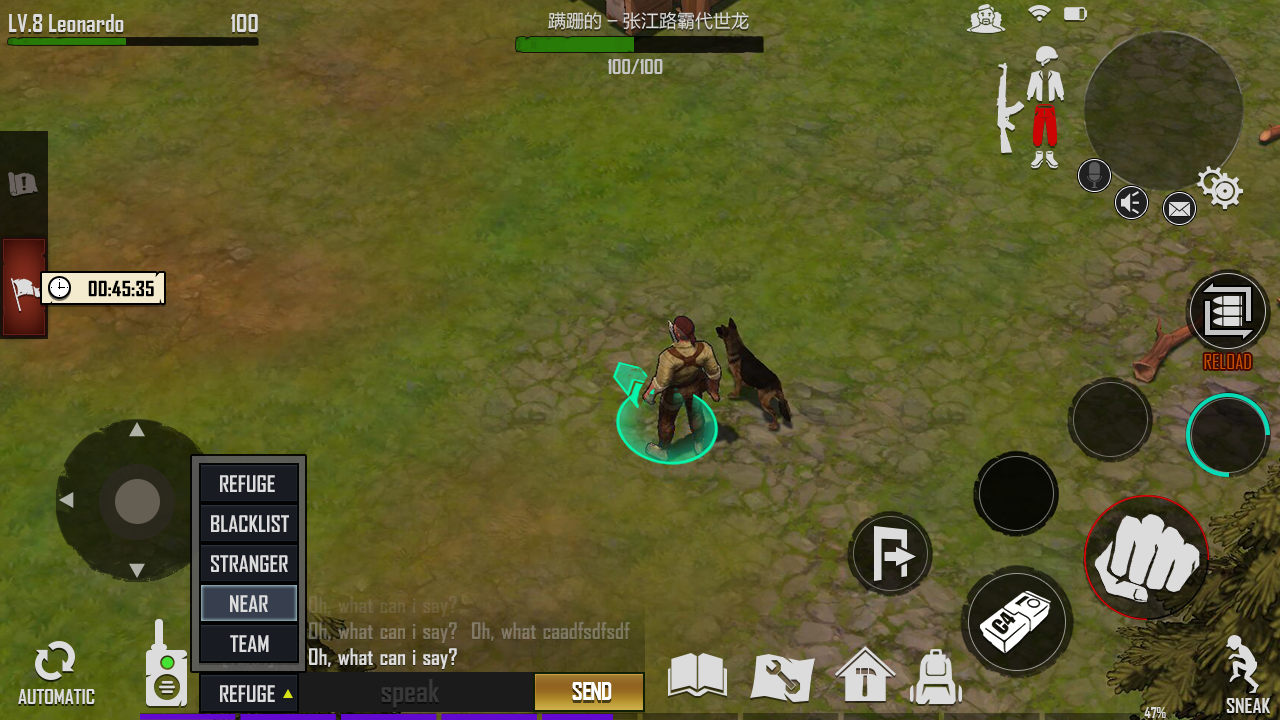 LV.8 Leonardo 100
蹒跚的 - 张江路霸代世龙
100/100
00:45:35
RELOAD
REFUGE
BLACKLIST
STRANGER
NEAR
TEAM
Oh, what can i say?
Oh, what can i say? Oh, what caadfsdfsdf
Oh, what can i say?
C4
AUTOMATIC
REFUGE
speak
SEND
47%
SNEAK